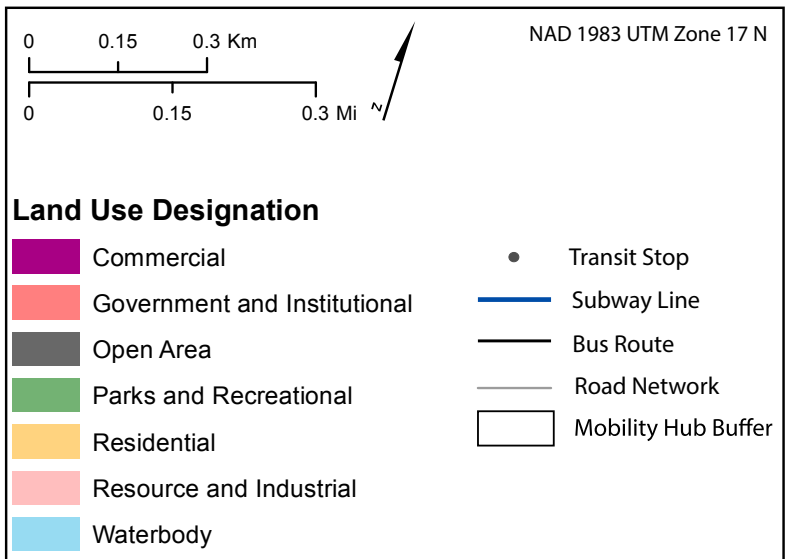 NAD 1983 UTM Zone 17 N
0 0.15 0.3 Km
0 0.15 0.3 Mi
N
Land Use Designation
Commercial
Government and Institutional
Open Area
Parks and Recreational
Residential
Resource and Industrial
Waterbody
Transit Stop
Subway Line
Bus Route
Road Network
Mobility Hub Buffer